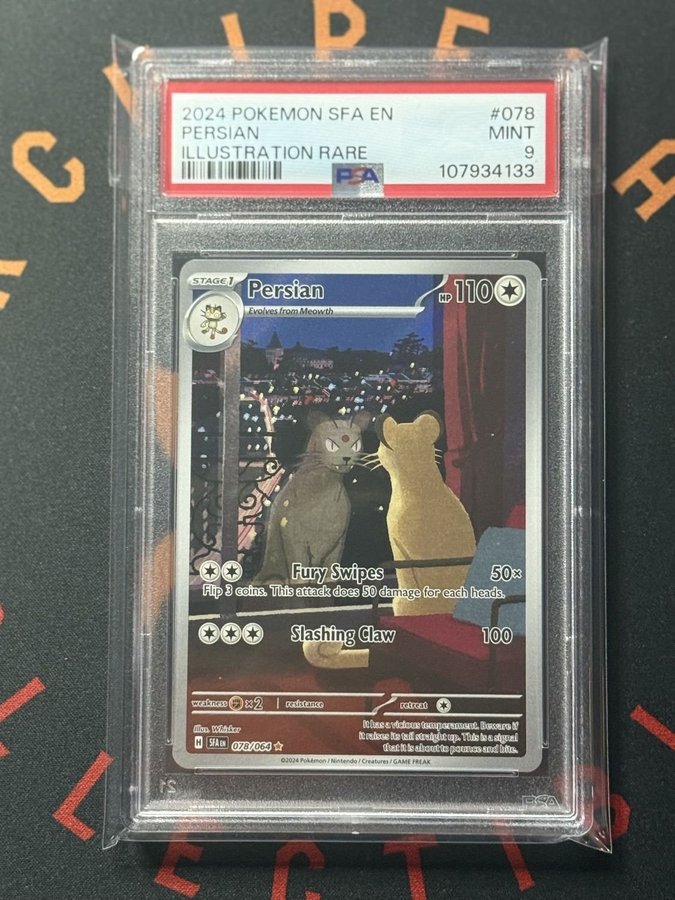 2024 POKEMON SFA EN #078
PERSIAN MINT
ILLUSTRATION RARE 9
PSA 107934133
STAGE 1 Persian HP 110
Evolves from Meowth
Fury Swipes 50×
Flip 3 coins. This attack does 50 damage for each heads.
Slashing Claw 100
weakness ×2 resistance retreat
It has a vicious temperament. Beware if
it raises its tail straight up. This is a signal
that it is about to pounce and bite.
Illus. Whisker
H SFA EN 078/064
©2024 Pokémon / Nintendo / Creatures / GAME FREAK